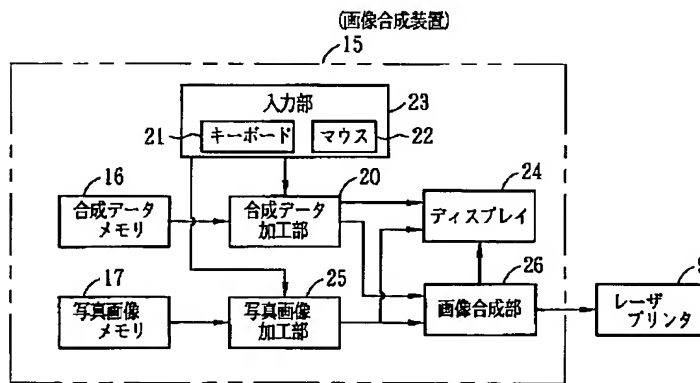 (画像合成装置)
15
入力部
23
21
キーボード
マウス
22
16
20
24
合成データ
メモリ
合成データ
加工部
ディスプレイ
17
25
26
9
写真画像
メモリ
写真画像
加工部
画像合成部
レーザ
プリンタ